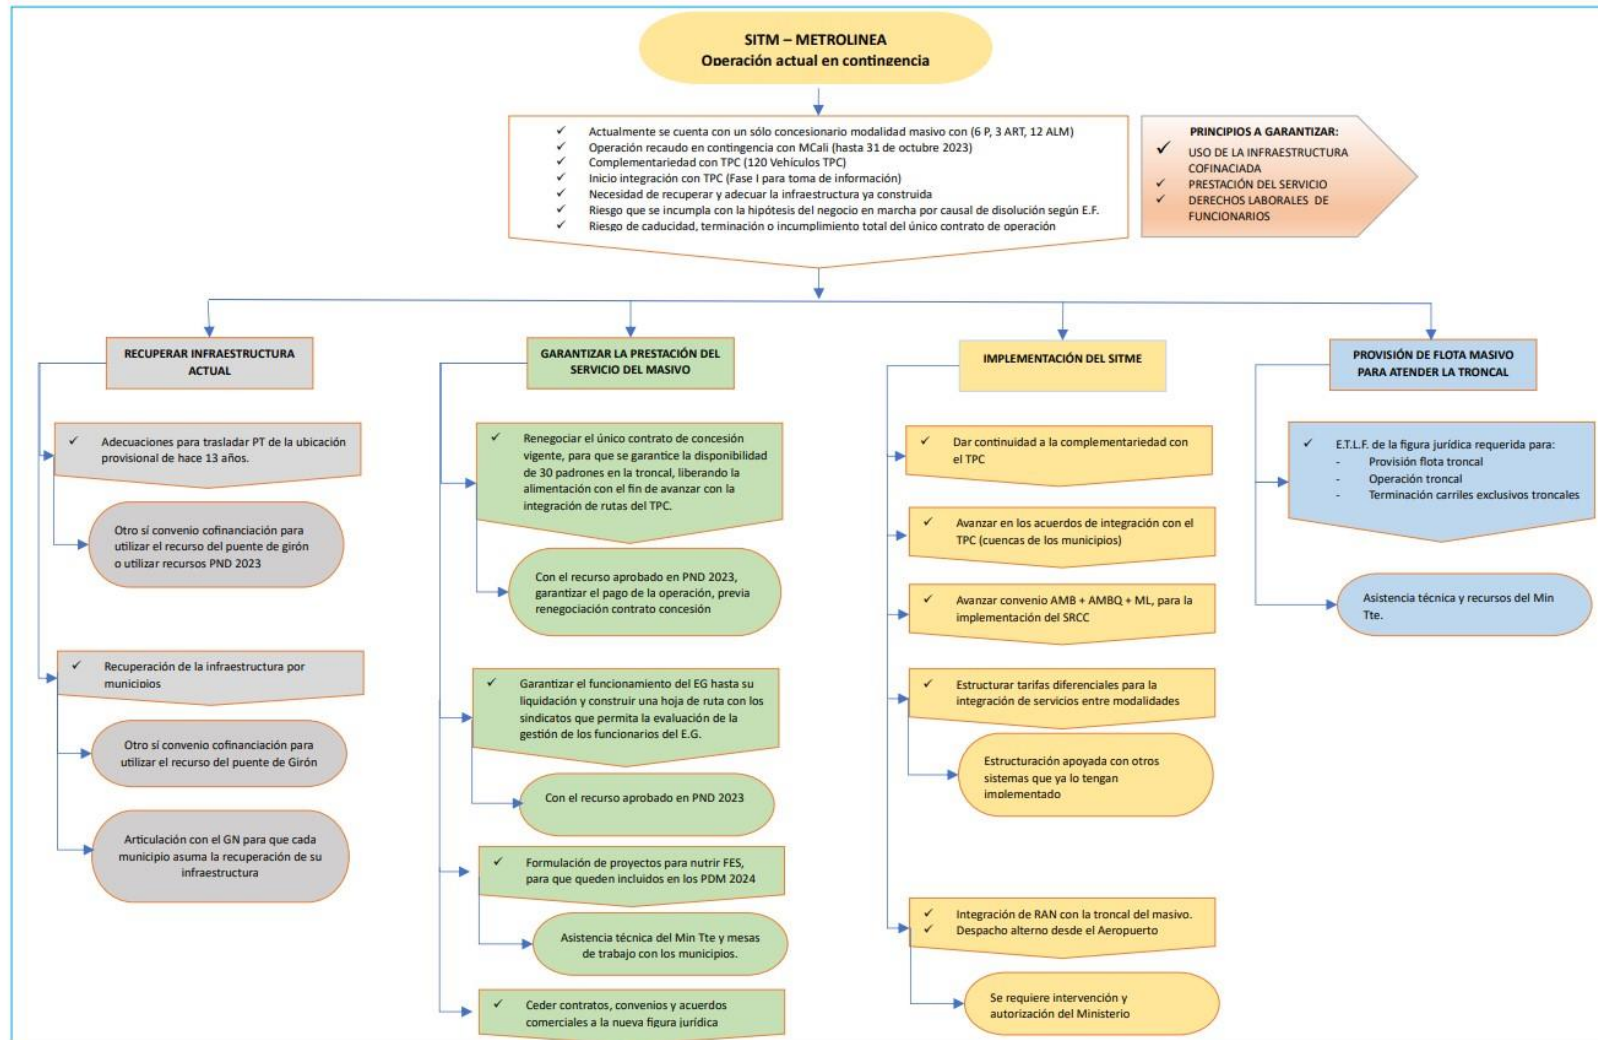 SITM – METROLINEA
Operación actual en contingencia
✓ Actualmente se cuenta con un sólo concesionario modalidad masivo con (6 P, 3 ART, 12 ALM)
✓ Operación recaudo en contingencia con MCali (hasta 31 de octubre 2023)
✓ Complementariedad con TPC (120 Vehículos TPC)
✓ Inicio integración con TPC (Fase I para toma de información)
✓ Necesidad de recuperar y adecuar la infraestructura ya construida
✓ Riesgo que se incumpla con la hipótesis del negocio en marcha por causal de disolución según E.F.
✓ Riesgo de caducidad, terminación o incumplimiento total del único contrato de operación
PRINCIPIOS A GARANTIZAR:
✓ USO DE LA INFRAESTRUCTURA
COFINACIADA
✓ PRESTACIÓN DEL SERVICIO
✓ DERECHOS LABORALES DE
FUNCIONARIOS
RECUPERAR INFRAESTRUCTURA
ACTUAL
✓ Adecuaciones para trasladar PT de la ubicación
provisional de hace 13 años.
Otro sí convenio cofinanciación para
utilizar el recurso del puente de girón
o utilizar recursos PND 2023
✓ Recuperación de la infraestructura por
municipios
Otro sí convenio cofinanciación para
utilizar el recurso del puente de Girón
Articulación con el GN para que cada
municipio asuma la recuperación de su
infraestructura
GARANTIZAR LA PRESTACIÓN DEL
SERVICIO DEL MASIVO
✓ Renegociar el único contrato de concesión
vigente, para que se garantice la disponibilidad
de 30 padrones en la troncal, liberando la
alimentación con el fin de avanzar con la
integración de rutas del TPC.
Con el recurso aprobado en PND 2023,
garantizar el pago de la operación, previa
renegociación contrato concesión
✓ Garantizar el funcionamiento del EG hasta su
liquidación y construir una hoja de ruta con los
sindicatos que permita la evaluación de la
gestión de los funcionarios del E.G.
Con el recurso aprobado en PND 2023
✓ Formulación de proyectos para nutrir FES,
para que queden incluidos en los PDM 2024
Asistencia técnica del Min Tte y mesas
de trabajo con los municipios.
✓ Ceder contratos, convenios y acuerdos
comerciales a la nueva figura jurídica
IMPLEMENTACIÓN DEL SITME
✓ Dar continuidad a la complementariedad con
el TPC
✓ Avanzar en los acuerdos de integración con el
TPC (cuencas de los municipios)
✓ Avanzar convenio AMB + AMBQ + ML, para la
implementación del SRCC
✓ Estructurar tarifas diferenciales para la
integración de servicios entre modalidades
Estructuración apoyada con otros
sistemas que ya lo tengan
implementado
✓ Integración de RAN con la troncal del masivo.
✓ Despacho alterno desde el Aeropuerto
Se requiere intervención y
autorización del Ministerio
PROVISIÓN DE FLOTA MASIVO
PARA ATENDER LA TRONCAL
✓ E.T.L.F. de la figura jurídica requerida para:
- Provisión flota troncal
- Operación troncal
- Terminación carriles exclusivos troncales
Asistencia técnica y recursos del Min
Tte.